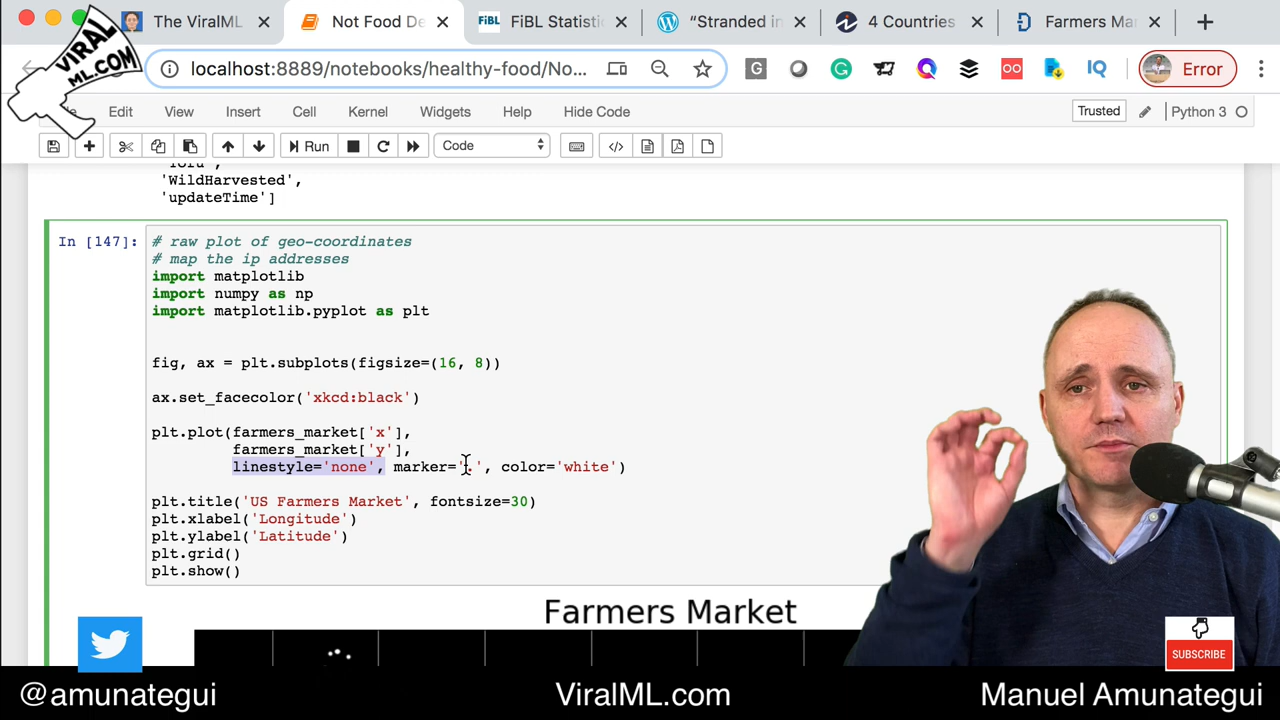 The ViralML
Not Food De
FiBL
FiBL Statisti
“Stranded in
4 Countries
Farmers Ma
VIRAL
ML.COM
localhost:8889/notebooks/healthy-food/No...
Error
Edit
View
Insert
Cell
Kernel
Widgets
Help
Hide Code
Trusted
Python 3
Run
Code
'WildHarvested',
'updateTime']
In [147]:
# raw plot of geo-coordinates
# map the ip addresses
import matplotlib
import numpy as np
import matplotlib.pyplot as plt
fig, ax = plt.subplots(figsize=(16, 8))
ax.set_facecolor('xkcd:black')
plt.plot(farmers_market['x'],
farmers_market['y'],
linestyle='none', marker='.', color='white')
plt.title('US Farmers Market', fontsize=30)
plt.xlabel('Longitude')
plt.ylabel('Latitude')
plt.grid()
plt.show()
Farmers Market
SUBSCRIBE
@amunategui
ViralML.com
Manuel Amunategui